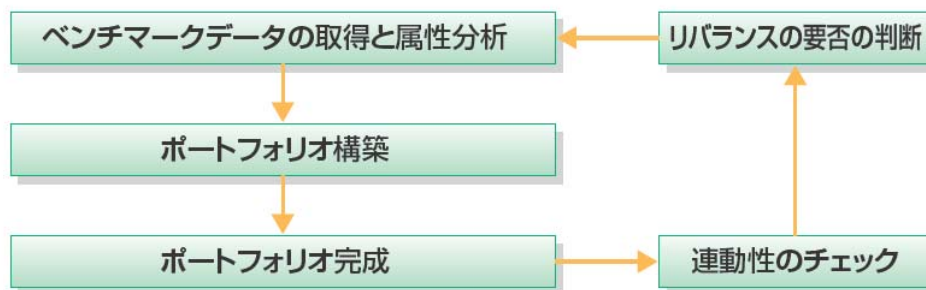 ベンチマークデータの取得と属性分析
リバランスの要否の判断
ポートフォリオ構築
ポートフォリオ完成
連動性のチェック